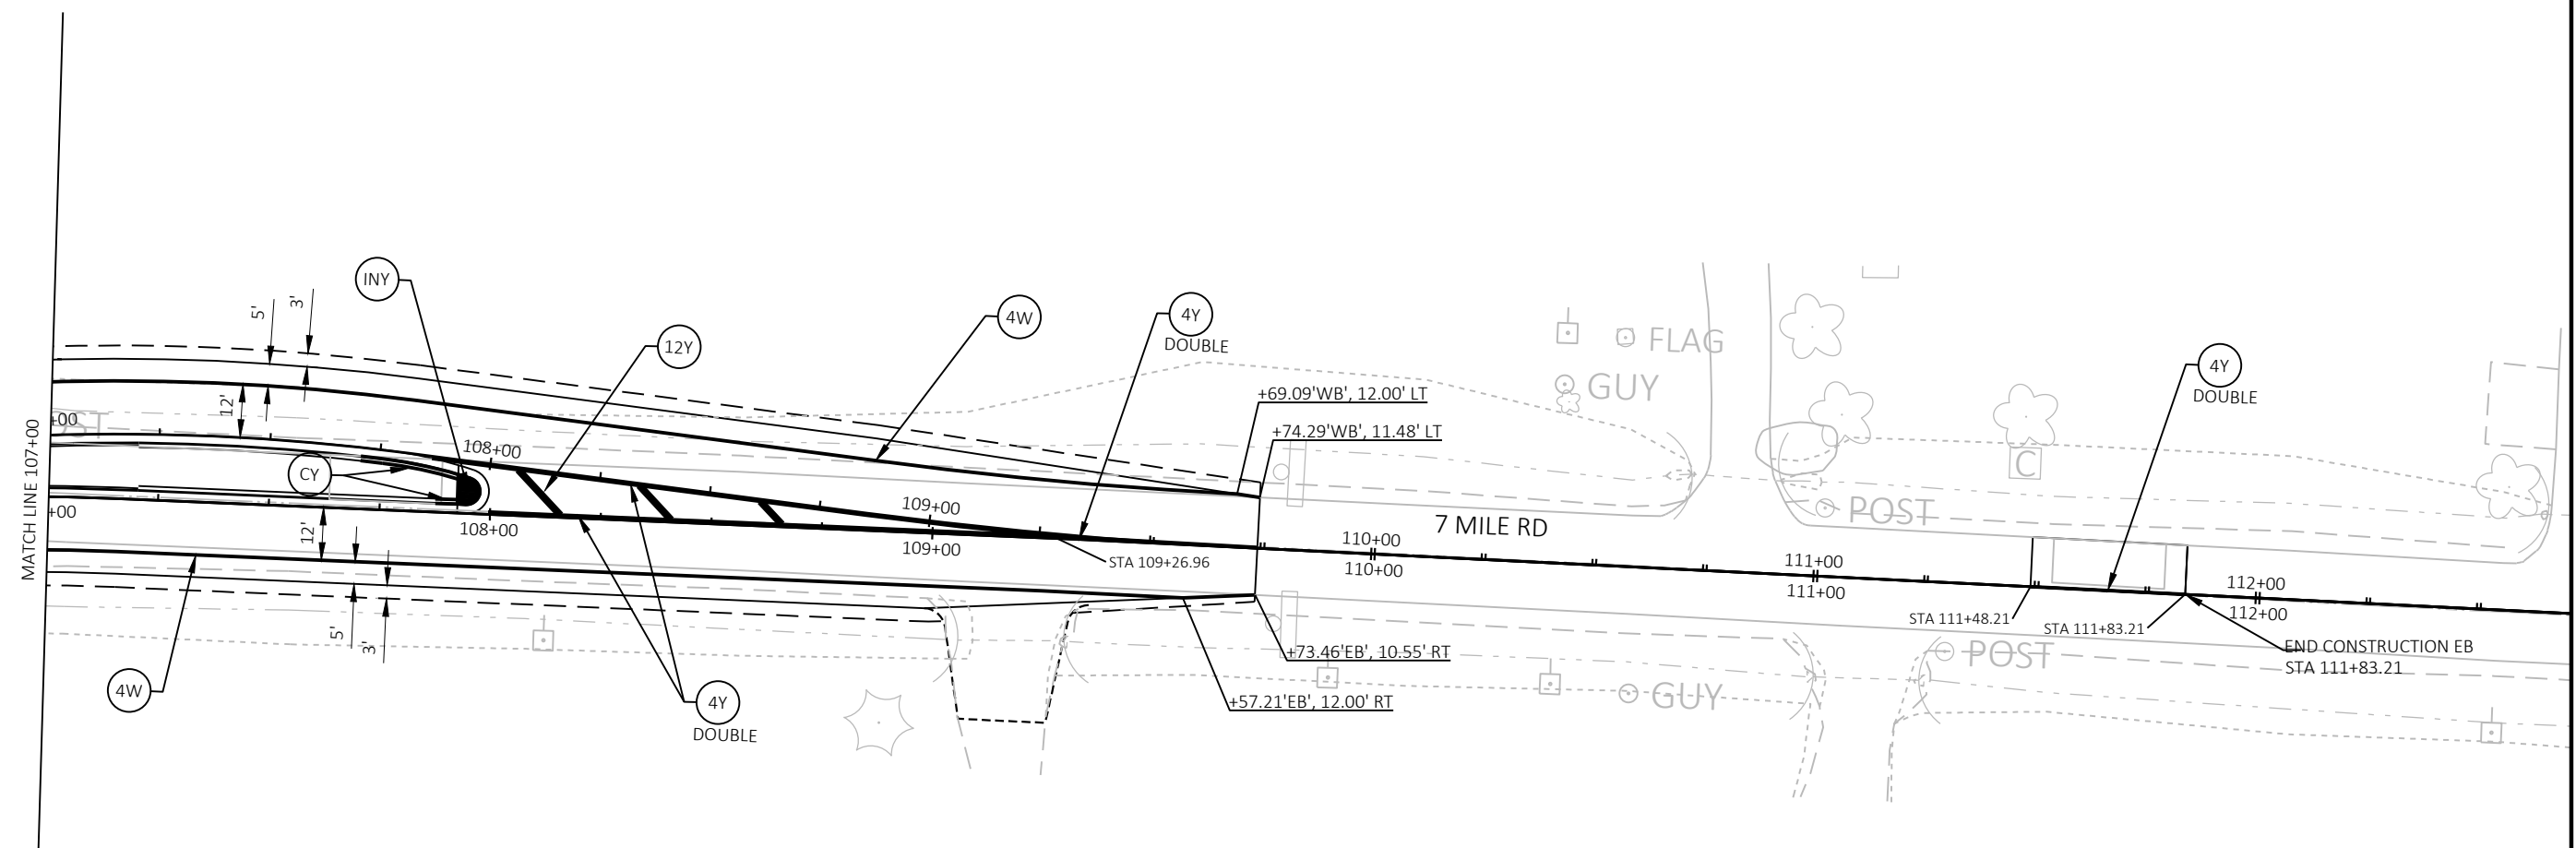 MATCH LINE 107+00
INY
5'
3'
12Y
4W
4Y
DOUBLE
FLAG
GUY
4Y
DOUBLE
+69.09'WB', 12.00' LT
+74.29'WB', 11.48' LT
12'
+00
108+00
CY
109+00
C
POST
+00
12'
108+00
109+00
STA 109+26.96
7 MILE RD
110+00
110+00
111+00
111+00
112+00
112+00
STA 111+48.21
STA 111+83.21
END CONSTRUCTION EB
STA 111+83.21
5'
3'
+73.46'EB', 10.55' RT
+57.21'EB', 12.00' RT
POST
GUY
4W
4Y
DOUBLE